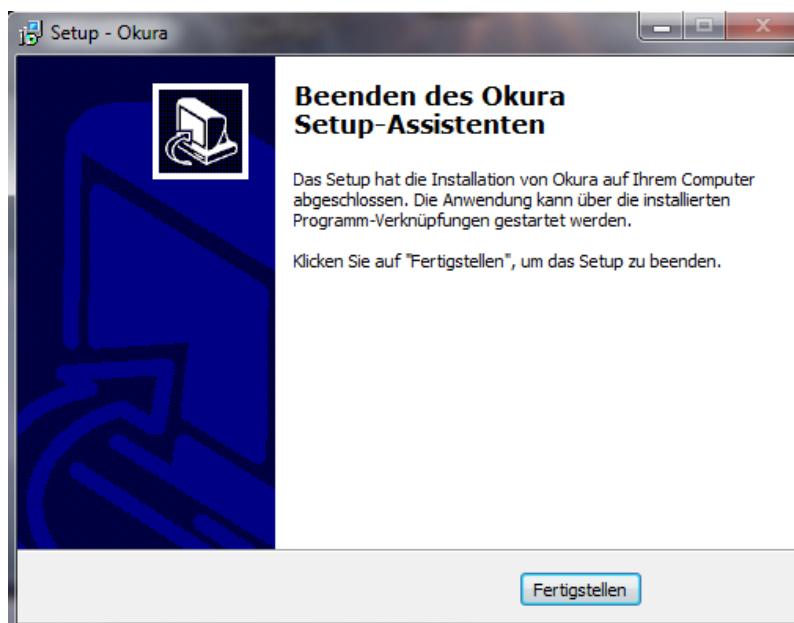 Setup - Okura
Beenden des Okura
Setup-Assistenten
Das Setup hat die Installation von Okura auf Ihrem Computer
abgeschlossen. Die Anwendung kann über die installierten
Programm-Verknüpfungen gestartet werden.
Klicken Sie auf "Fertigstellen", um das Setup zu beenden.
Fertigstellen